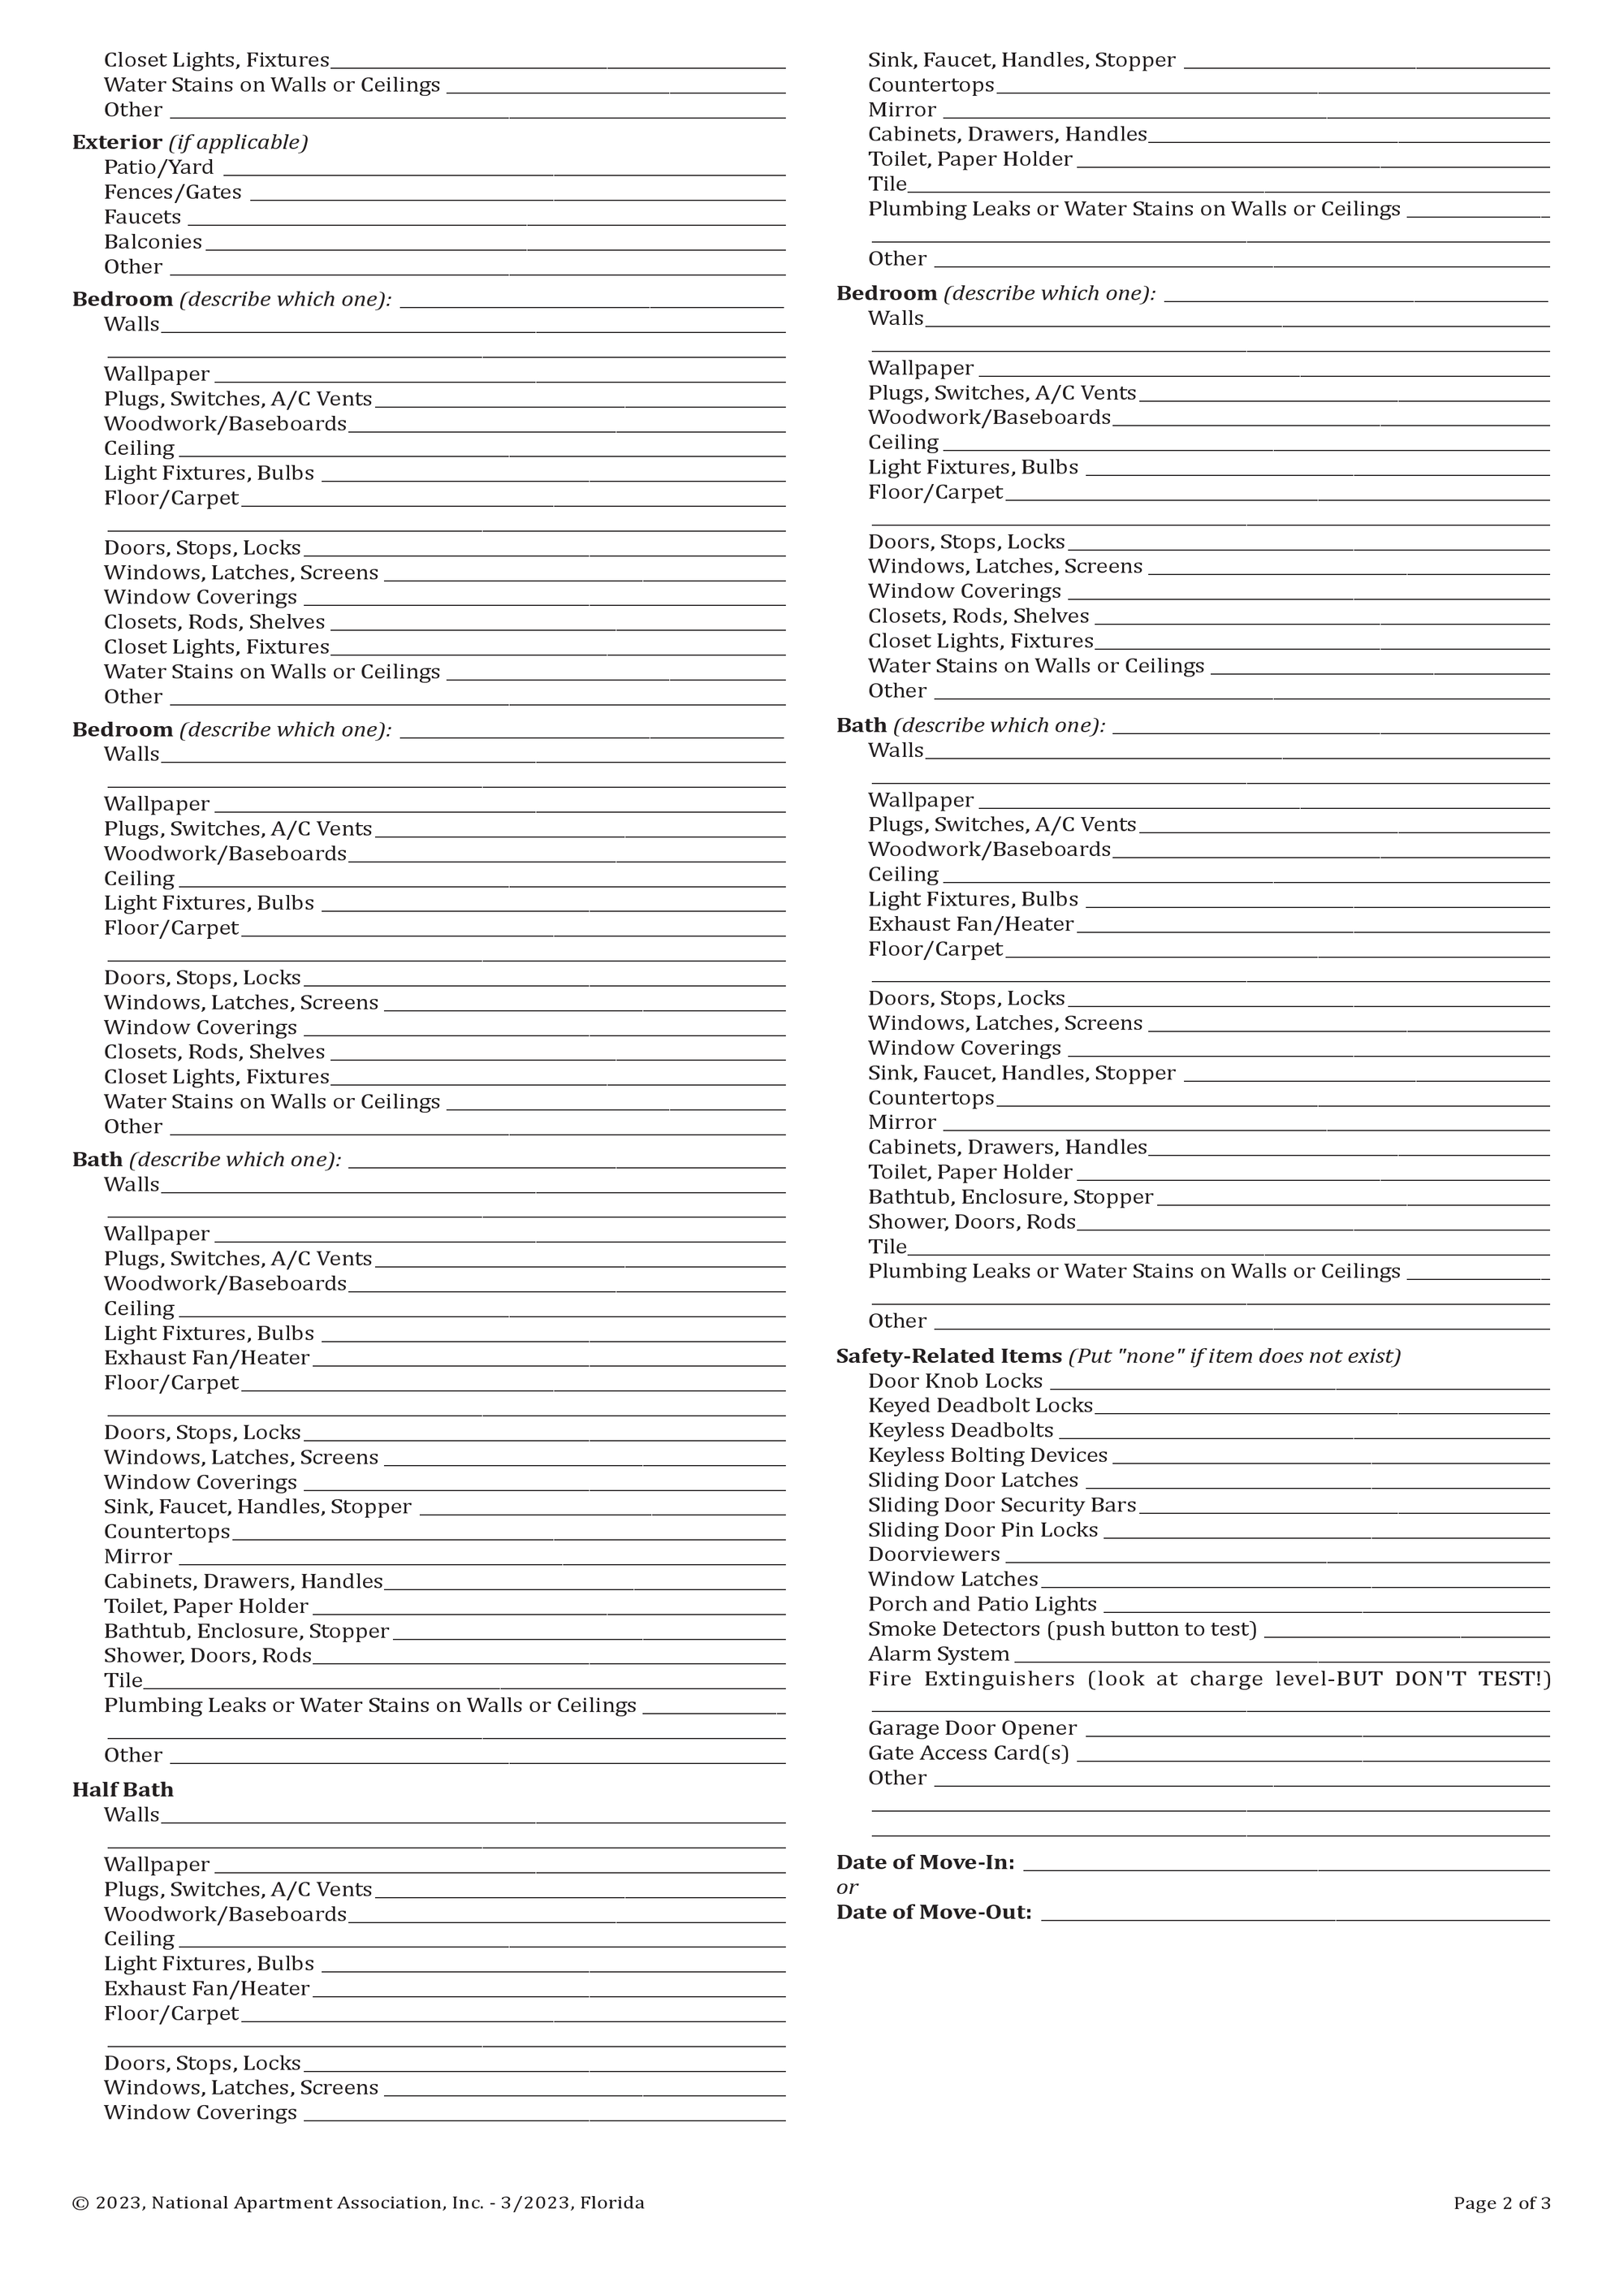 Closet Lights, Fixtures
Water Stains on Walls or Ceilings
Other
Exterior (if applicable)
Patio/Yard
Fences/Gates
Faucets
Balconies
Other
Bedroom (describe which one):
Walls
Wallpaper
Plugs, Switches, A/C Vents
Woodwork/Baseboards
Ceiling
Light Fixtures, Bulbs
Floor/Carpet
Doors, Stops, Locks
Windows, Latches, Screens
Window Coverings
Closets, Rods, Shelves
Closet Lights, Fixtures
Water Stains on Walls or Ceilings
Other
Bedroom (describe which one):
Walls
Wallpaper
Plugs, Switches, A/C Vents
Woodwork/Baseboards
Ceiling
Light Fixtures, Bulbs
Floor/Carpet
Doors, Stops, Locks
Windows, Latches, Screens
Window Coverings
Closets, Rods, Shelves
Closet Lights, Fixtures
Water Stains on Walls or Ceilings
Other
Bath (describe which one):
Walls
Wallpaper
Plugs, Switches, A/C Vents
Woodwork/Baseboards
Ceiling
Light Fixtures, Bulbs
Exhaust Fan/Heater
Floor/Carpet
Doors, Stops, Locks
Windows, Latches, Screens
Window Coverings
Sink, Faucet, Handles, Stopper
Countertops
Mirror
Cabinets, Drawers, Handles
Toilet, Paper Holder
Bathtub, Enclosure, Stopper
Shower, Doors, Rods
Tile
Plumbing Leaks or Water Stains on Walls or Ceilings
Other
Half Bath
Walls
Wallpaper
Plugs, Switches, A/C Vents
Woodwork/Baseboards
Ceiling
Light Fixtures, Bulbs
Exhaust Fan/Heater
Floor/Carpet
Doors, Stops, Locks
Windows, Latches, Screens
Window Coverings
Sink, Faucet, Handles, Stopper
Countertops
Mirror
Cabinets, Drawers, Handles
Toilet, Paper Holder
Tile
Plumbing Leaks or Water Stains on Walls or Ceilings
Other
Bedroom (describe which one):
Walls
Wallpaper
Plugs, Switches, A/C Vents
Woodwork/Baseboards
Ceiling
Light Fixtures, Bulbs
Floor/Carpet
Doors, Stops, Locks
Windows, Latches, Screens
Window Coverings
Closets, Rods, Shelves
Closet Lights, Fixtures
Water Stains on Walls or Ceilings
Other
Bath (describe which one):
Walls
Wallpaper
Plugs, Switches, A/C Vents
Woodwork/Baseboards
Ceiling
Light Fixtures, Bulbs
Exhaust Fan/Heater
Floor/Carpet
Doors, Stops, Locks
Windows, Latches, Screens
Window Coverings
Sink, Faucet, Handles, Stopper
Countertops
Mirror
Cabinets, Drawers, Handles
Toilet, Paper Holder
Bathtub, Enclosure, Stopper
Shower, Doors, Rods
Tile
Plumbing Leaks or Water Stains on Walls or Ceilings
Other
Safety-Related Items (Put "none" if item does not exist)
Door Knob Locks
Keyed Deadbolt Locks
Keyless Deadbolts
Keyless Bolting Devices
Sliding Door Latches
Sliding Door Security Bars
Sliding Door Pin Locks
Doorviewers
Window Latches
Porch and Patio Lights
Smoke Detectors (push button to test)
Alarm System
Fire Extinguishers (look at charge level-BUT DON'T TEST!)
Garage Door Opener
Gate Access Card(s)
Other
Date of Move-In:
or
Date of Move-Out:
© 2023, National Apartment Association, Inc. - 3/2023, Florida
Page 2 of 3